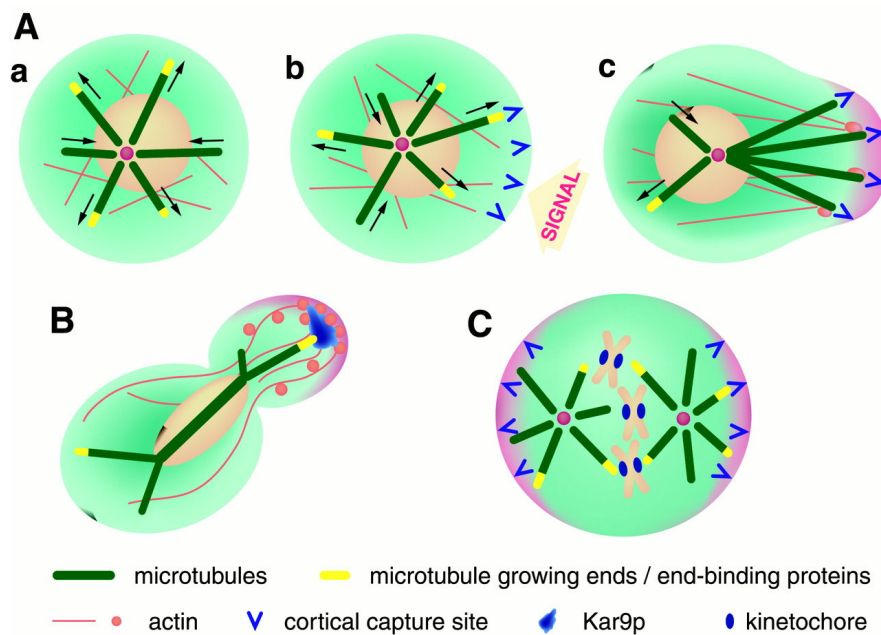 A
a
b
c
SIGNAL
B
C
microtubules
microtubule growing ends / end-binding proteins
actin
cortical capture site
Kar9p
kinetochore